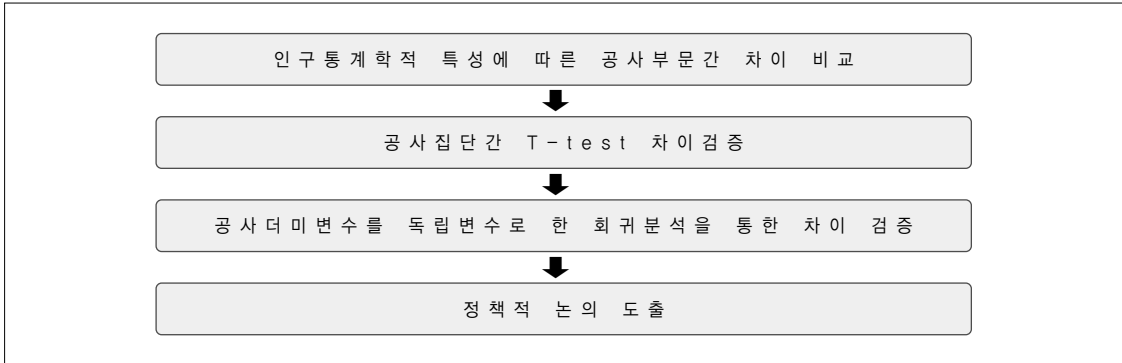 인구통계학적 특성에 따른 공사부문간 차이 비교
공사집단간 T-test 차이검증
공사더미변수를 독립변수로 한 회귀분석을 통한 차이 검증
정책적 논의 도출